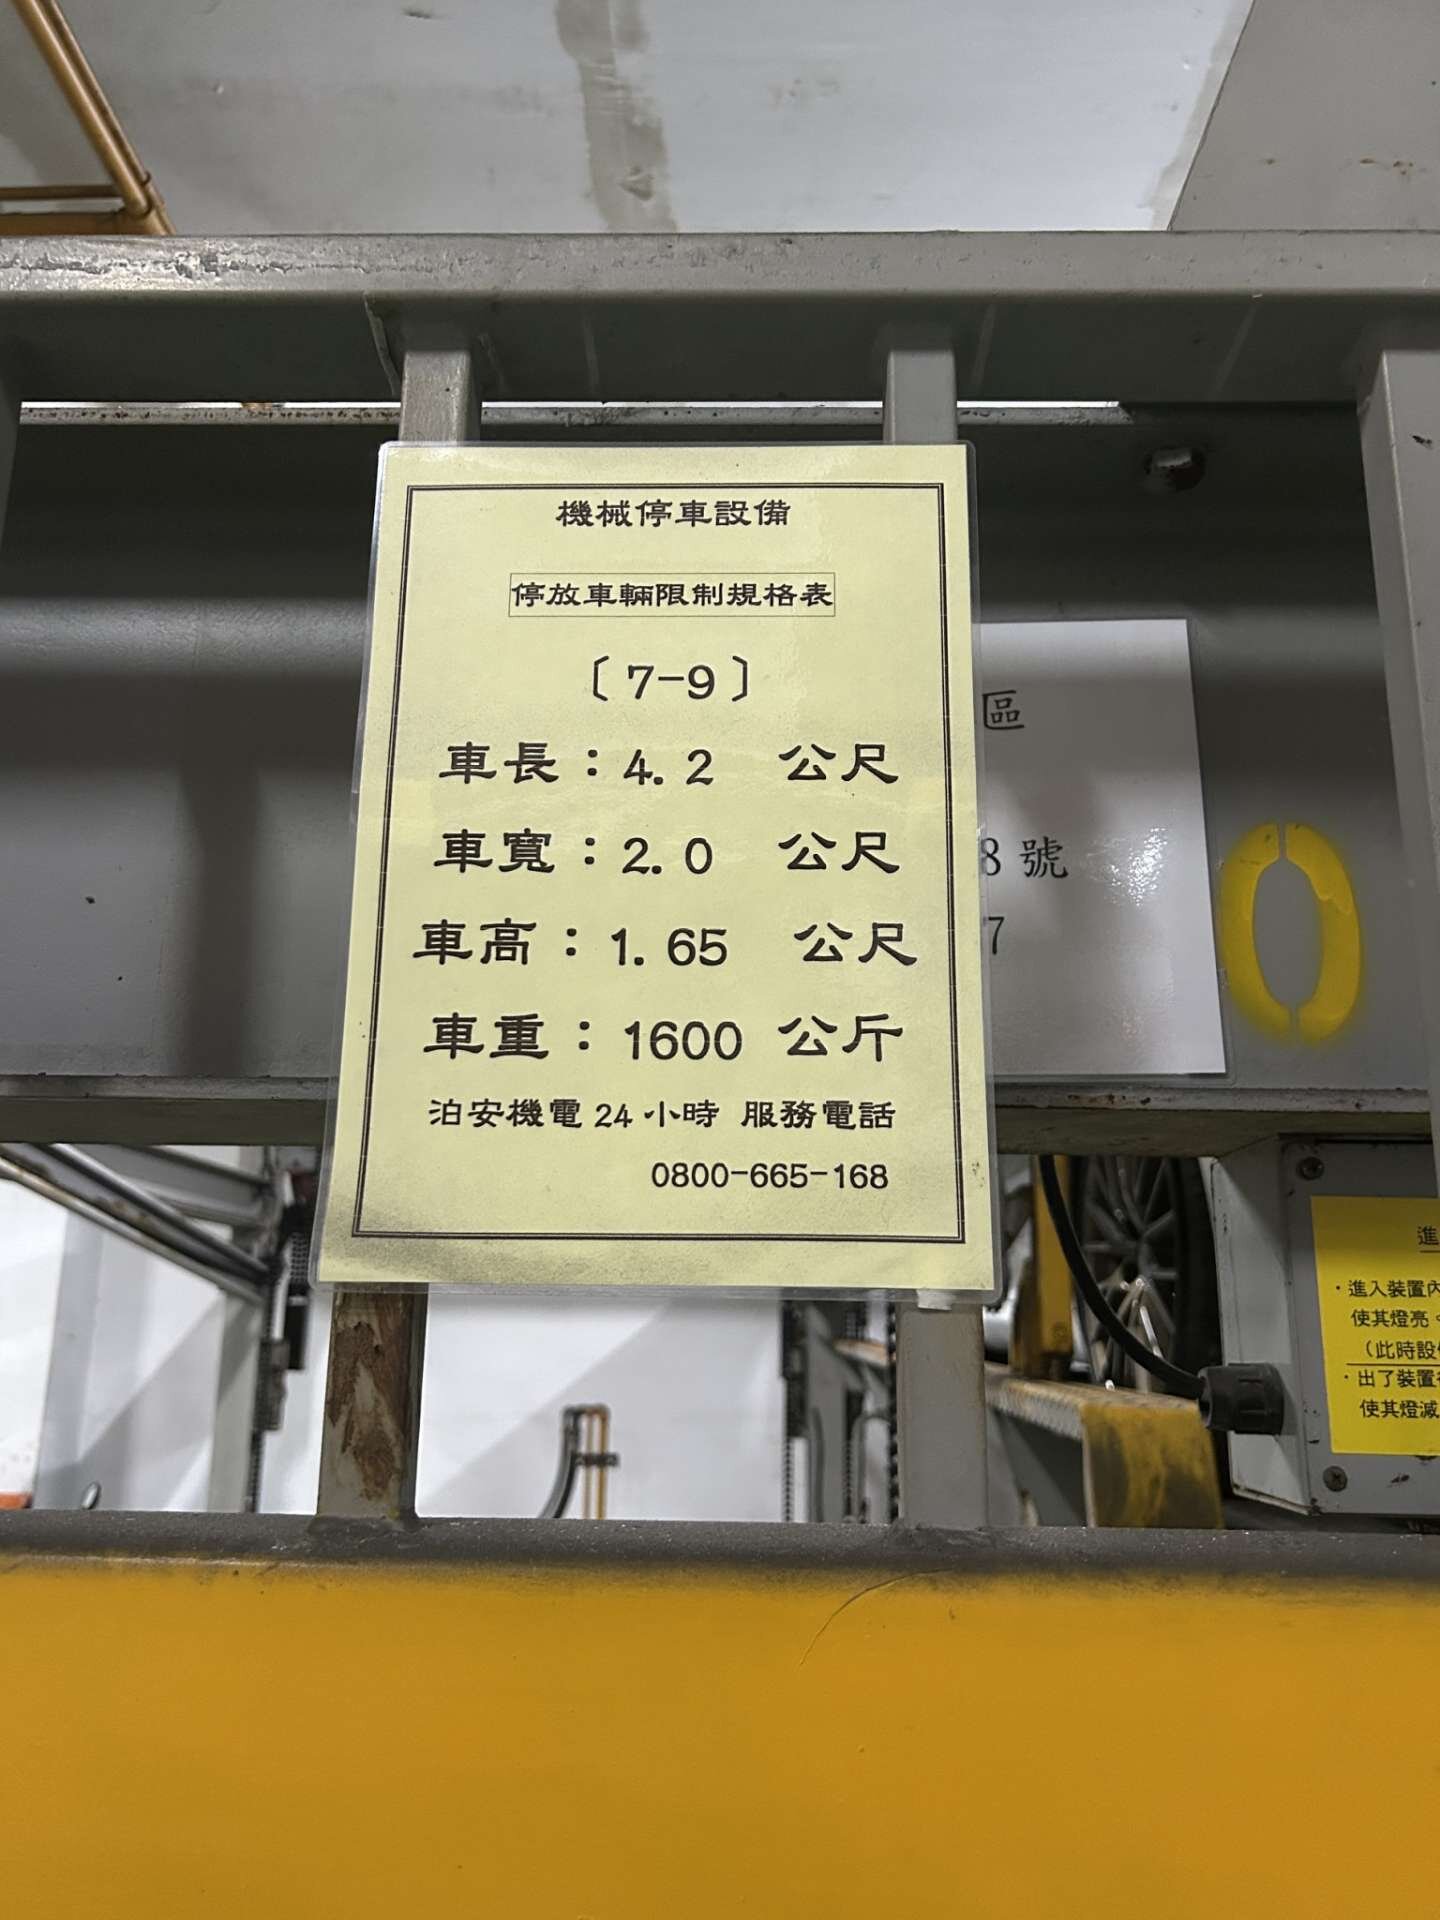 機械停車設備
停放車輛限制規格表
〔7-9〕
車長：4.2 公尺
車寬：2.0 公尺
車高：1.65 公尺
車重：1600 公斤
泊安機電 24 小時 服務電話
0800-665-168
區
8 號
7
0
進
·進入裝置內
使其燈亮。
（此時設
·出了裝置
使其燈滅